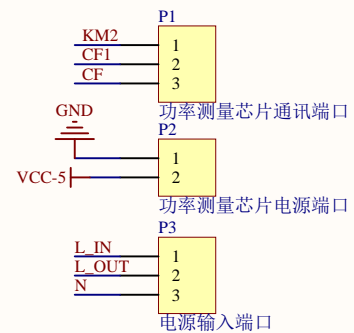 P1
KM2 1
CF1 2
CF 3
功率测量芯片通讯端口
GND
P2
1
VCC-5 2
功率测量芯片电源端口
P3
L_IN 1
L_OUT 2
N 3
电源输入端口